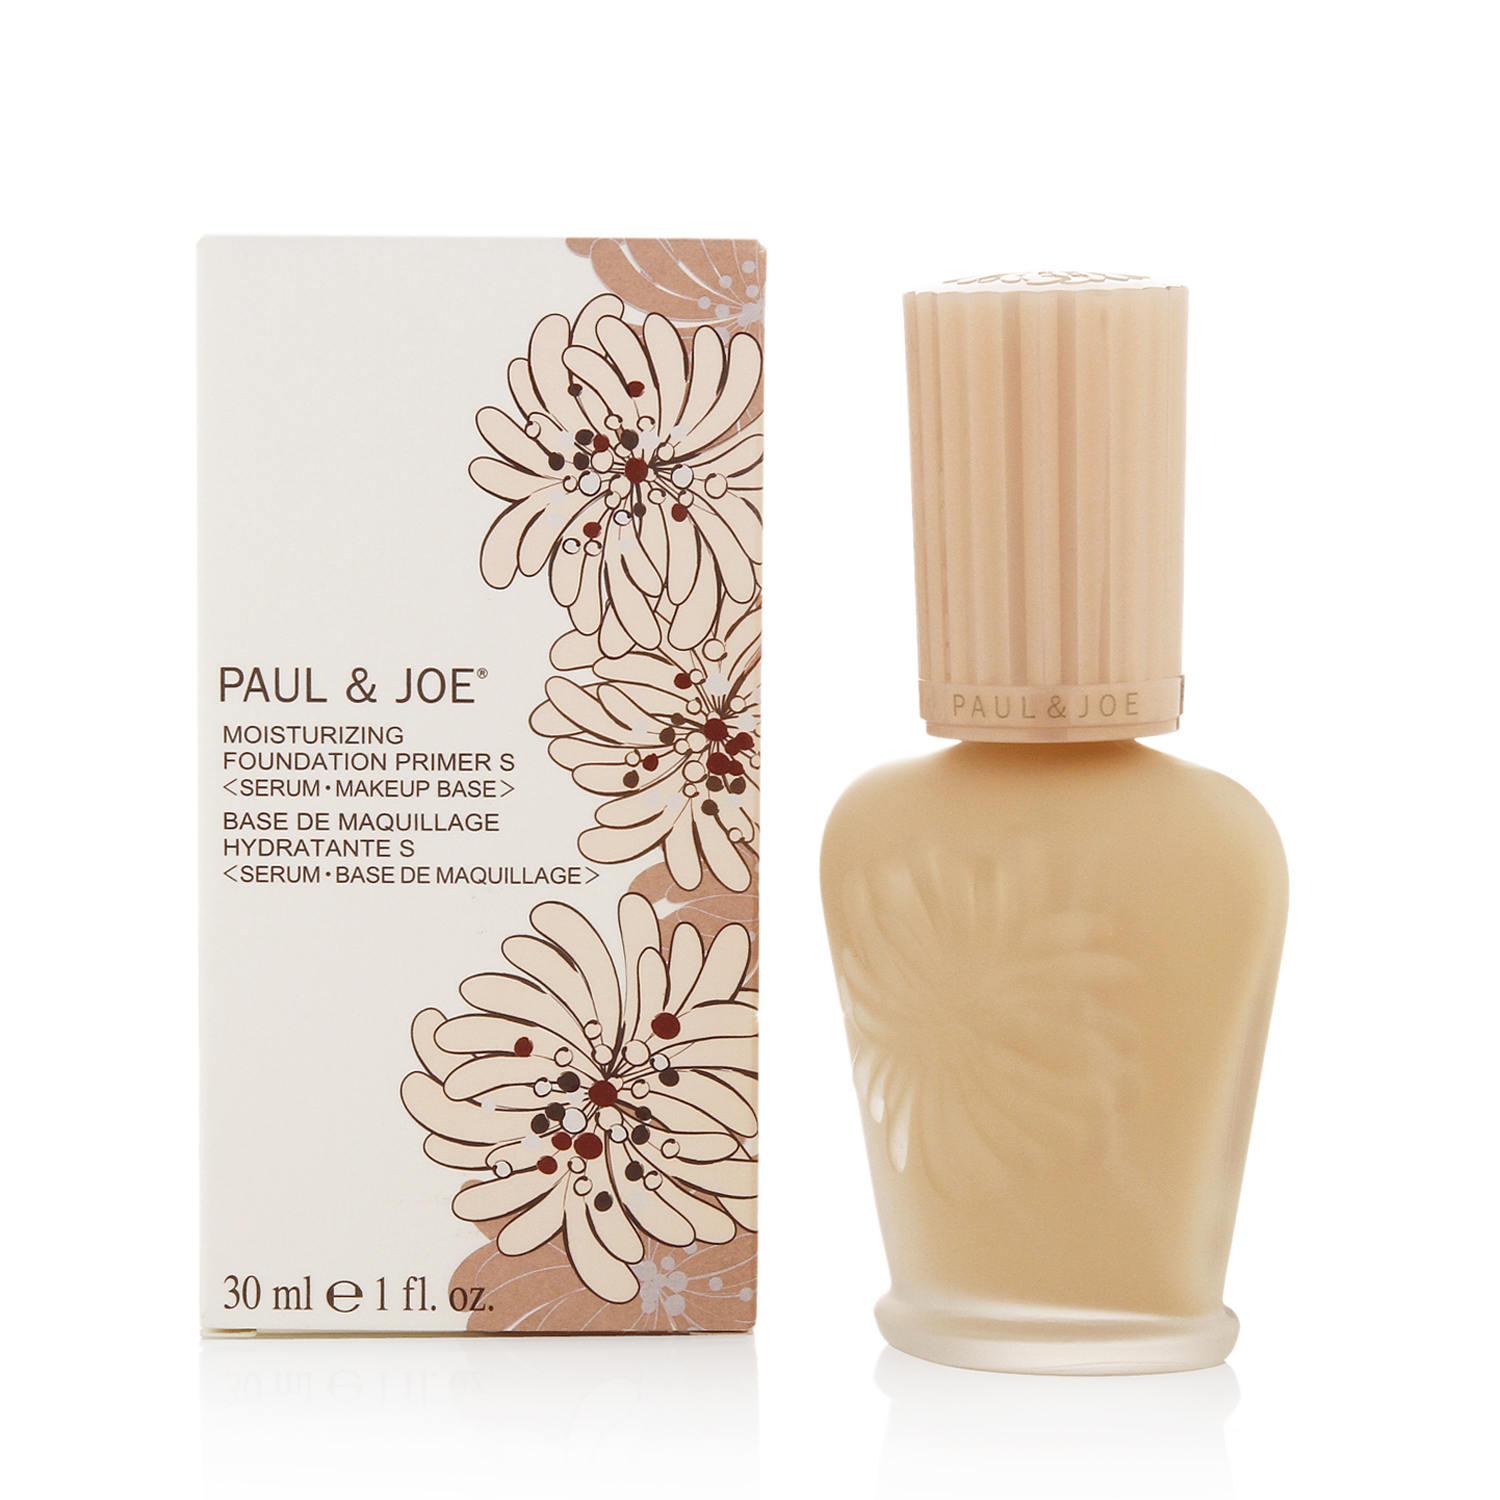 PAUL & JOE®
MOISTURIZING
FOUNDATION PRIMER S
<SERUM・MAKEUP BASE>
BASE DE MAQUILLAGE
HYDRATANTE S
<SERUM・BASE DE MAQUILLAGE>
30 ml ℮ 1 fl. oz.
PAUL & JOE